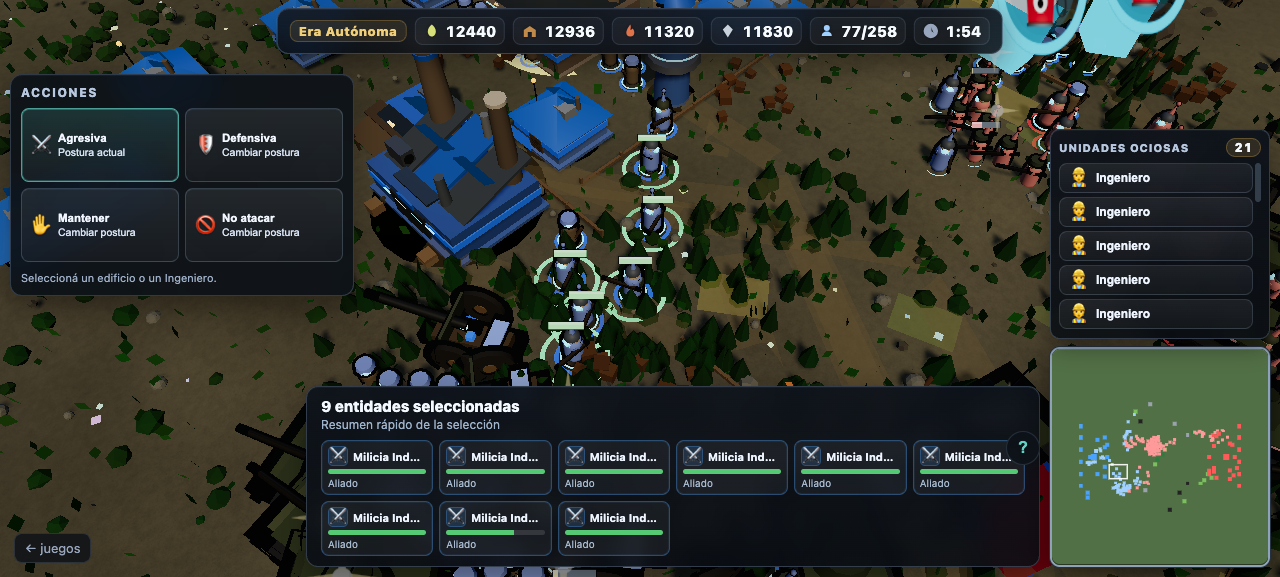 Era Autónoma
12440
12936
11320
11830
77/258
1:54
ACCIONES
Agresiva
Postura actual
Defensiva
Cambiar postura
Mantener
Cambiar postura
No atacar
Cambiar postura
Seleccioná un edificio o un Ingeniero.
UNIDADES OCIOSAS
21
Ingeniero
Ingeniero
Ingeniero
Ingeniero
Ingeniero
9 entidades seleccionadas
Resumen rápido de la selección
?
Milicia Ind...
Aliado
Milicia Ind...
Aliado
Milicia Ind...
Aliado
Milicia Ind...
Aliado
Milicia Ind...
Aliado
Milicia Ind...
Aliado
Milicia Ind...
Aliado
Milicia Ind...
Aliado
Milicia Ind...
Aliado
← juegos